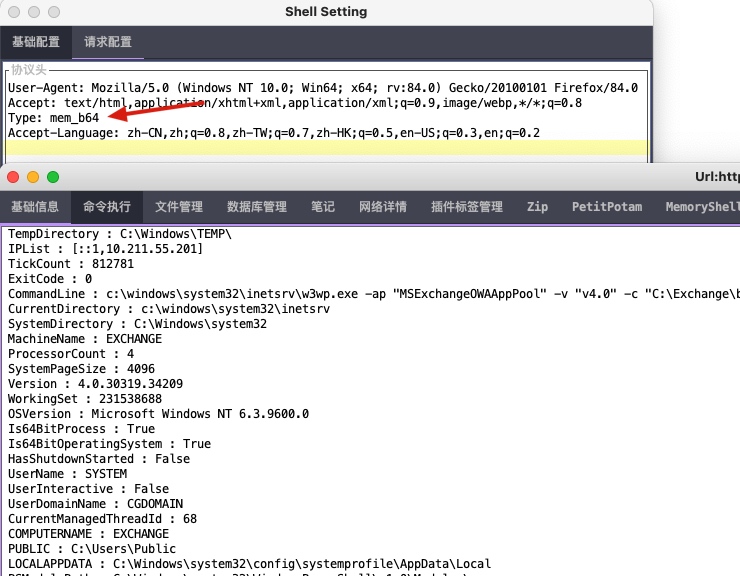 Shell Setting
基础配置 请求配置
协议头
User-Agent: Mozilla/5.0 (Windows NT 10.0; Win64; x64; rv:84.0) Gecko/20100101 Firefox/84.0
Accept: text/html,application/xhtml+xml,application/xml;q=0.9,image/webp,*/*;q=0.8
Type: mem_b64
Accept-Language: zh-CN,zh;q=0.8,zh-TW;q=0.7,zh-HK;q=0.5,en-US;q=0.3,en;q=0.2
Url:http
基础信息 命令执行 文件管理 数据库管理 笔记 网络详情 插件标签管理 Zip PetitPotam MemoryShell
TempDirectory : C:\Windows\TEMP\
IPList : [::1,10.211.55.201]
TickCount : 812781
ExitCode : 0
CommandLine : c:\windows\system32\inetsrv\w3wp.exe -ap "MSExchangeOWAAppPool" -v "v4.0" -c "C:\Exchange\b
CurrentDirectory : c:\windows\system32\inetsrv
SystemDirectory : C:\Windows\system32
MachineName : EXCHANGE
ProcessorCount : 4
SystemPageSize : 4096
Version : 4.0.30319.34209
WorkingSet : 231538688
OSVersion : Microsoft Windows NT 6.3.9600.0
Is64BitProcess : True
Is64BitOperatingSystem : True
HasShutdownStarted : False
UserName : SYSTEM
UserInteractive : False
UserDomainName : CGDOMAIN
CurrentManagedThreadId : 68
COMPUTERNAME : EXCHANGE
PUBLIC : C:\Users\Public
LOCALAPPDATA : C:\Windows\system32\config\systemprofile\AppData\Local